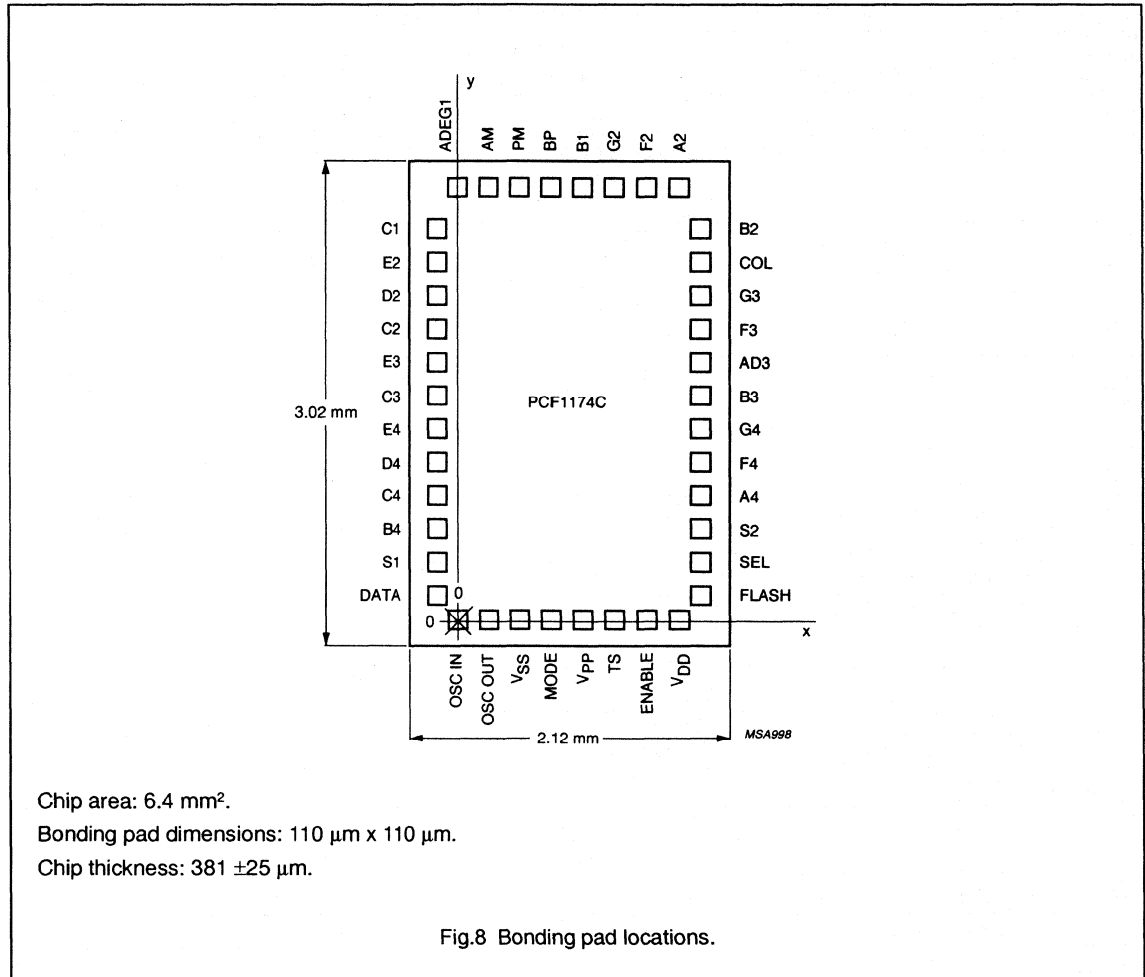 y
ADEG1 AM PM BP B1 G2 F2 A2
C1 B2
E2 COL
D2 G3
C2 F3
E3 AD3
C3 B3
PCF1174C
3.02 mm
E4 G4
D4 F4
C4 A4
B4 S2
S1 SEL
DATA 0 FLASH
0 x
OSC IN OSC OUT VSS MODE VPP TS ENABLE VDD
2.12 mm MSA998
Chip area: 6.4 mm².
Bonding pad dimensions: 110 µm x 110 µm.
Chip thickness: 381 ±25 µm.
Fig.8 Bonding pad locations.